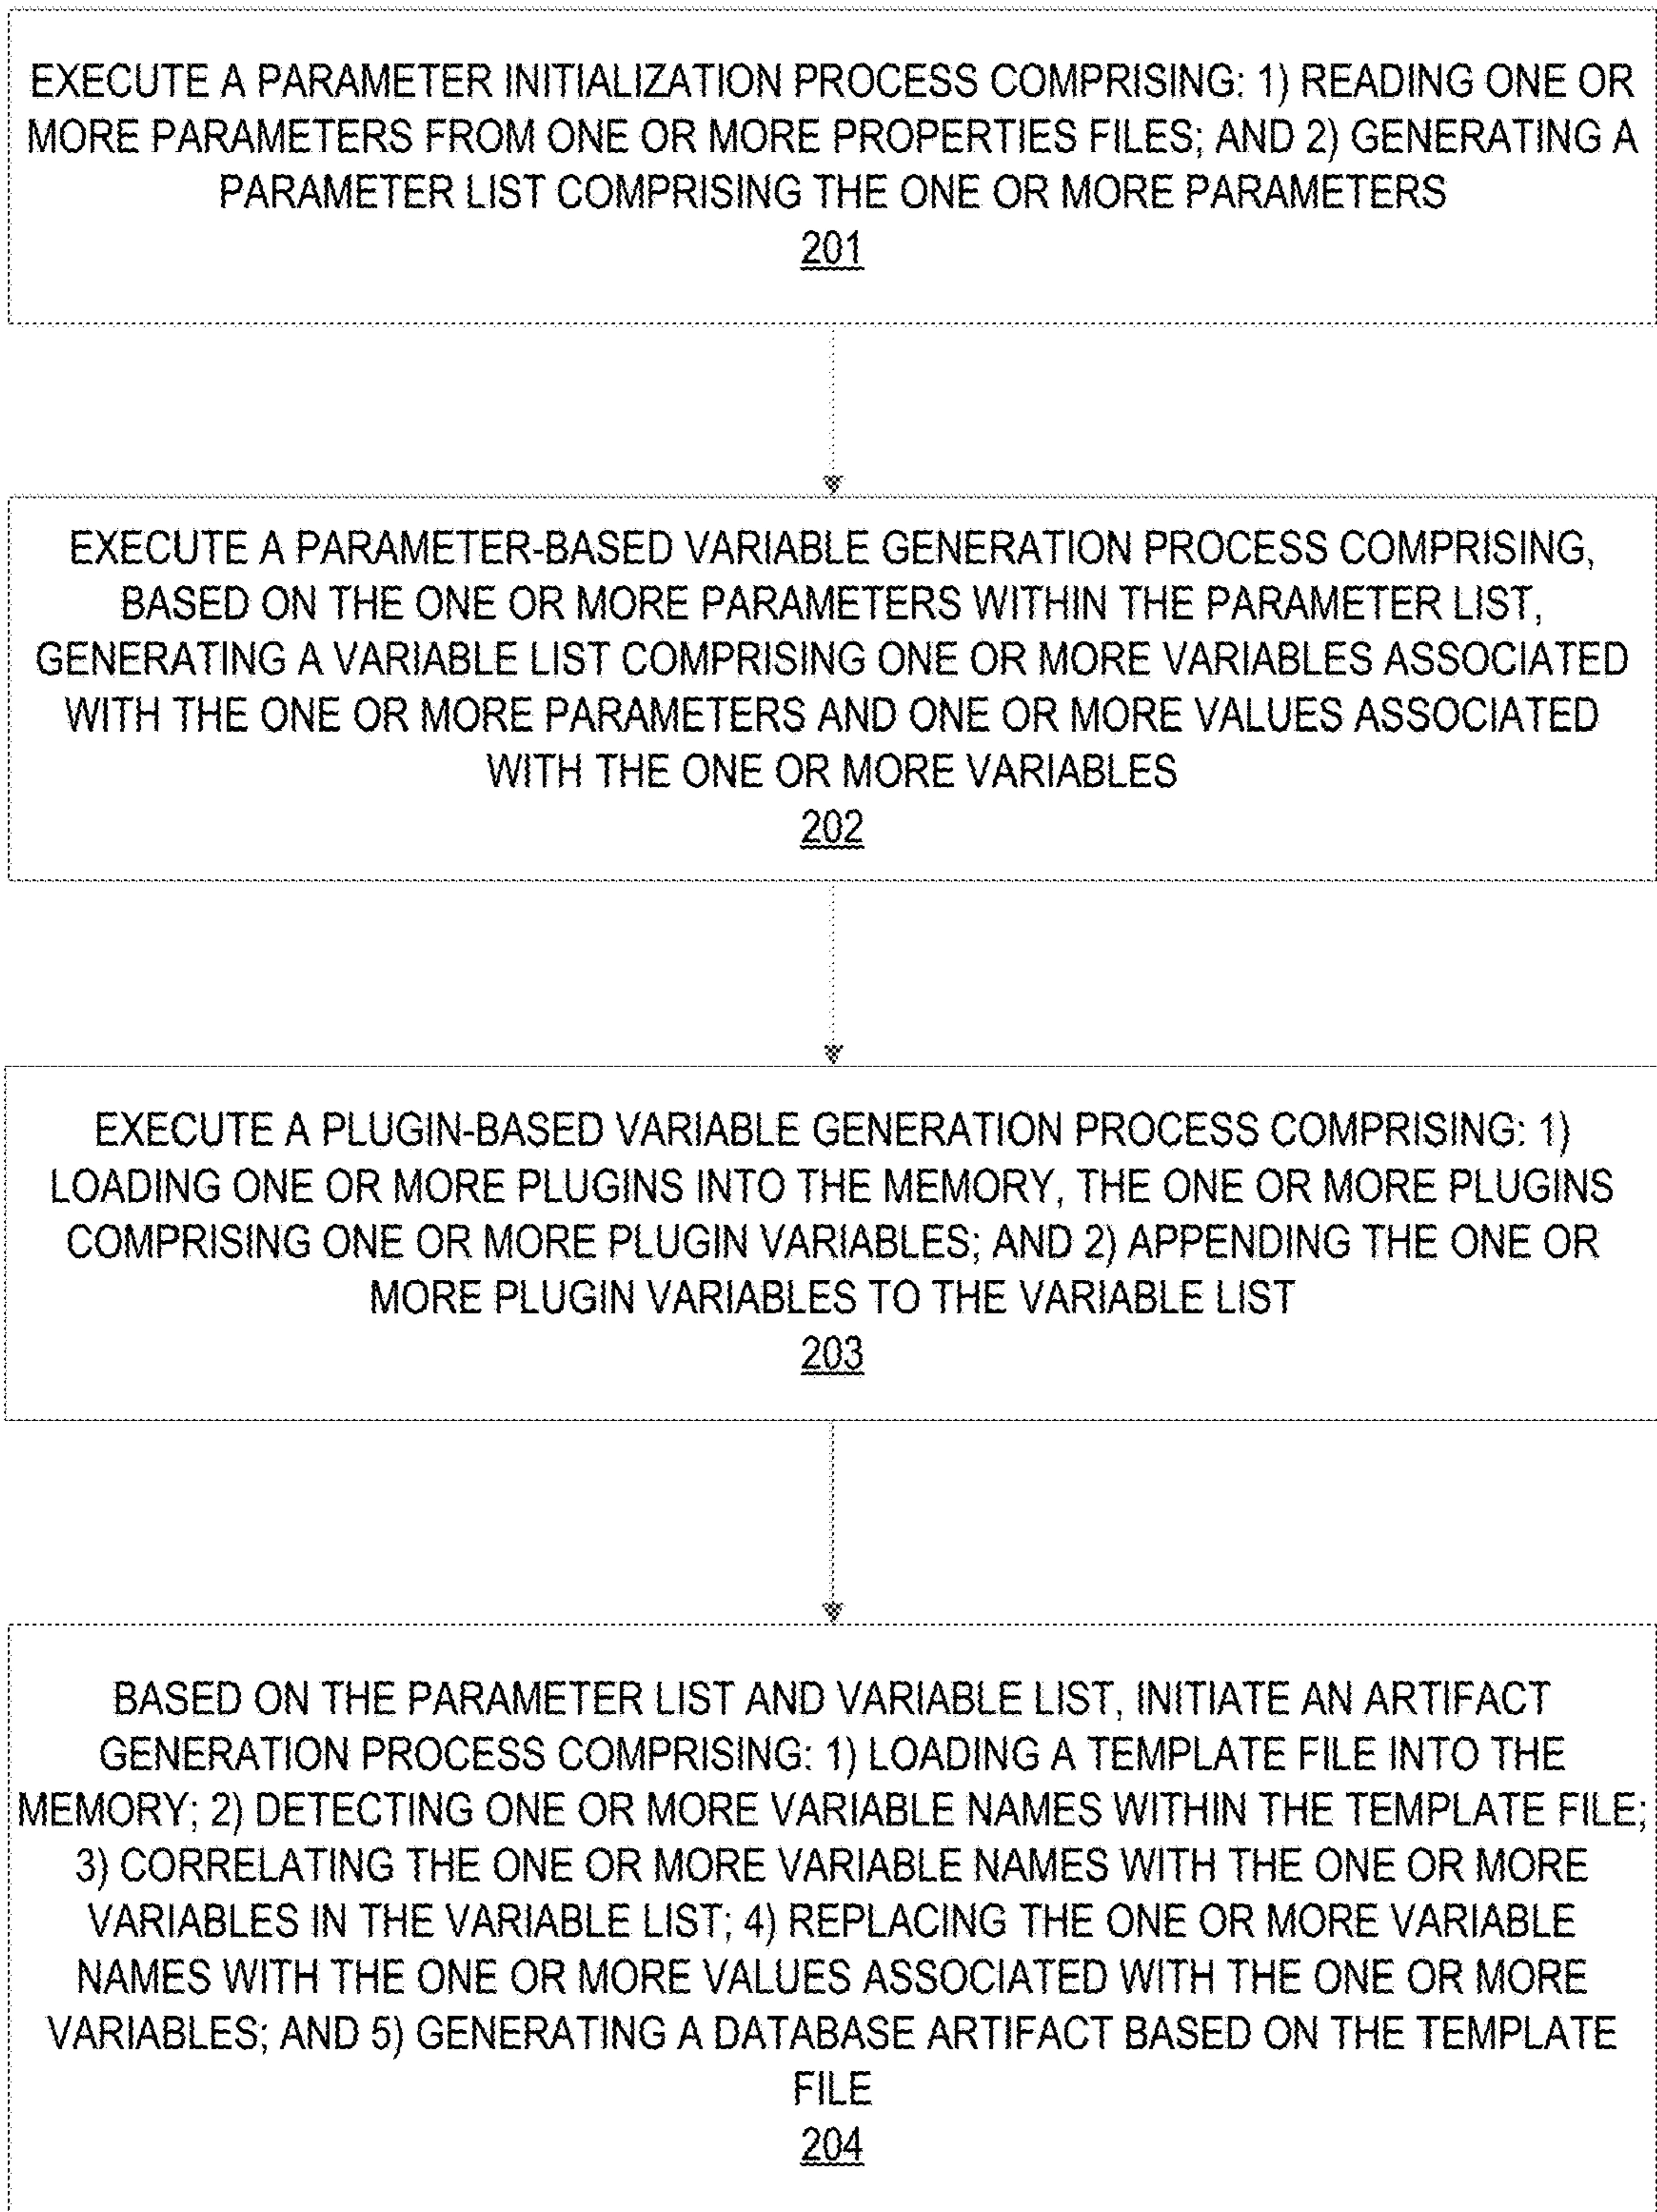 EXECUTE A PARAMETER INITIALIZATION PROCESS COMPRISING: 1) READING ONE OR
MORE PARAMETERS FROM ONE OR MORE PROPERTIES FILES; AND 2) GENERATING A
PARAMETER LIST COMPRISING THE ONE OR MORE PARAMETERS
201
EXECUTE A PARAMETER-BASED VARIABLE GENERATION PROCESS COMPRISING,
BASED ON THE ONE OR MORE PARAMETERS WITHIN THE PARAMETER LIST,
GENERATING A VARIABLE LIST COMPRISING ONE OR MORE VARIABLES ASSOCIATED
WITH THE ONE OR MORE PARAMETERS AND ONE OR MORE VALUES ASSOCIATED
WITH THE ONE OR MORE VARIABLES
202
EXECUTE A PLUGIN-BASED VARIABLE GENERATION PROCESS COMPRISING: 1)
LOADING ONE OR MORE PLUGINS INTO THE MEMORY, THE ONE OR MORE PLUGINS
COMPRISING ONE OR MORE PLUGIN VARIABLES; AND 2) APPENDING THE ONE OR
MORE PLUGIN VARIABLES TO THE VARIABLE LIST
203
BASED ON THE PARAMETER LIST AND VARIABLE LIST, INITIATE AN ARTIFACT
GENERATION PROCESS COMPRISING: 1) LOADING A TEMPLATE FILE INTO THE
MEMORY; 2) DETECTING ONE OR MORE VARIABLE NAMES WITHIN THE TEMPLATE FILE;
3) CORRELATING THE ONE OR MORE VARIABLE NAMES WITH THE ONE OR MORE
VARIABLES IN THE VARIABLE LIST; 4) REPLACING THE ONE OR MORE VARIABLE
NAMES WITH THE ONE OR MORE VALUES ASSOCIATED WITH THE ONE OR MORE
VARIABLES; AND 5) GENERATING A DATABASE ARTIFACT BASED ON THE TEMPLATE
FILE
204